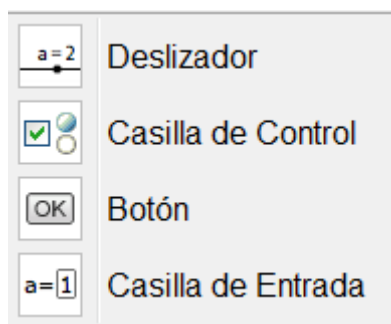 a=2 Deslizador
Casilla de Control
OK Botón
a=1 Casilla de Entrada